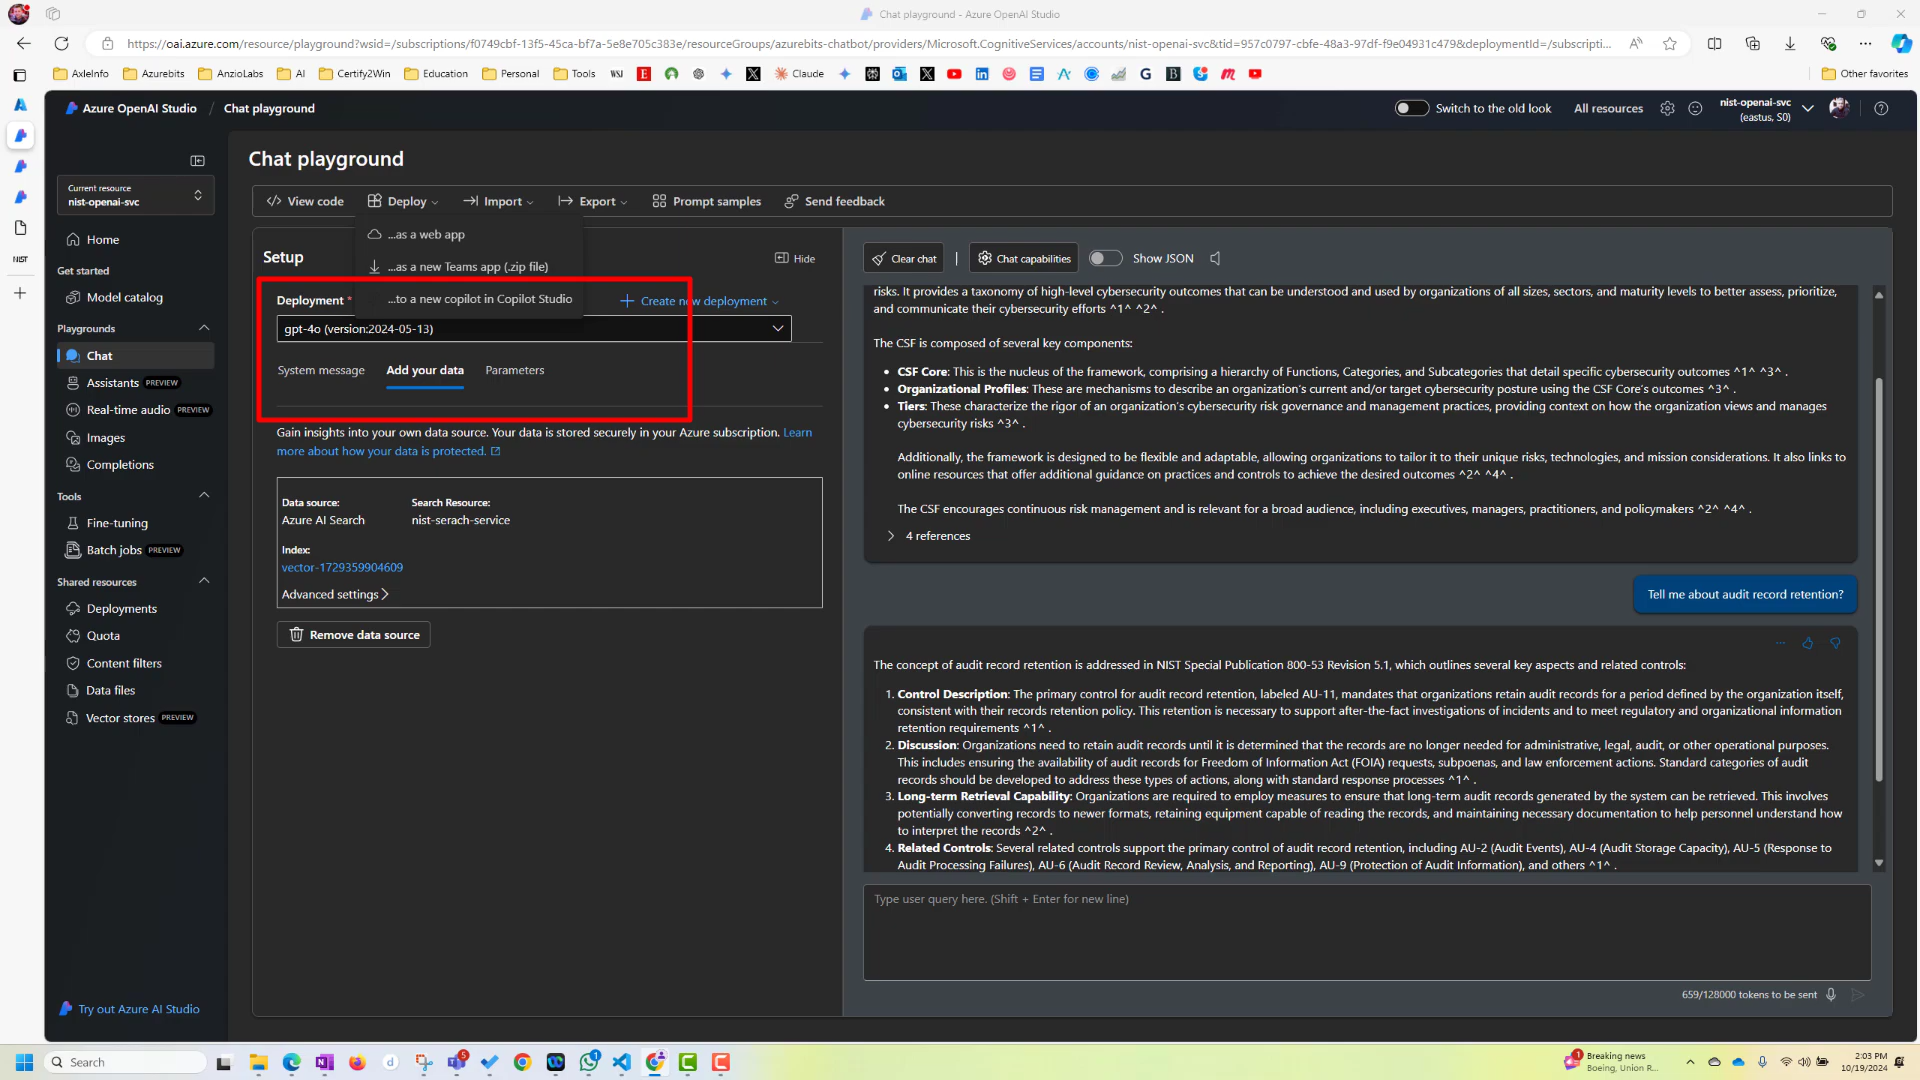 Chat playground - Azure OpenAI Studio
https://oai.azure.com/resource/playground?wsid=/subscriptions/f0749cbf-13f5-45ca-bf7a-5e8e705c383e/resourceGroups/azurebits-chatbot/providers/Microsoft.CognitiveServices/accounts/nist-openai-svc&tid=957c0797-cbfe-48a3-97df-f9e04931c479&deploymentId=/subscripti...
AxleInfo
Azurebits
AnzioLabs
AI
Certify2Win
Education
Personal
Tools
WSJ
Claude
Other favorites
Azure OpenAI Studio / Chat playground
Switch to the old look
All resources
nist-openai-svc
(eastus, S0)
NIST
Current resource
nist-openai-svc
Home
Get started
Model catalog
Playgrounds
Chat
Assistants PREVIEW
Real-time audio PREVIEW
Images
Completions
Tools
Fine-tuning
Batch jobs PREVIEW
Shared resources
Deployments
Quota
Content filters
Data files
Vector stores PREVIEW
Try out Azure AI Studio
Chat playground
View code
Deploy
Import
Export
Prompt samples
Send feedback
...as a web app
...as a new Teams app (.zip file)
...to a new copilot in Copilot Studio
Setup
Hide
Deployment *
Create new deployment
gpt-4o (version:2024-05-13)
System message
Add your data
Parameters
Gain insights into your own data source. Your data is stored securely in your Azure subscription. Learn
more about how your data is protected.
Data source:
Azure AI Search
Search Resource:
nist-serach-service
Index:
vector-1729359904609
Advanced settings
Remove data source
Clear chat
Chat capabilities
Show JSON
risks. It provides a taxonomy of high-level cybersecurity outcomes that can be understood and used by organizations of all sizes, sectors, and maturity levels to better assess, prioritize,
and communicate their cybersecurity efforts ^1^ ^2^ .
The CSF is composed of several key components:
• CSF Core: This is the nucleus of the framework, comprising a hierarchy of Functions, Categories, and Subcategories that detail specific cybersecurity outcomes ^1^ ^3^ .
• Organizational Profiles: These are mechanisms to describe an organization's current and/or target cybersecurity posture using the CSF Core's outcomes ^3^ .
• Tiers: These characterize the rigor of an organization's cybersecurity risk governance and management practices, providing context on how the organization views and manages
cybersecurity risks ^3^ .
Additionally, the framework is designed to be flexible and adaptable, allowing organizations to tailor it to their unique risks, technologies, and mission considerations. It also links to
online resources that offer additional guidance on practices and controls to achieve the desired outcomes ^2^ ^4^ .
The CSF encourages continuous risk management and is relevant for a broad audience, including executives, managers, practitioners, and policymakers ^2^ ^4^ .
4 references
Tell me about audit record retention?
The concept of audit record retention is addressed in NIST Special Publication 800-53 Revision 5.1, which outlines several key aspects and related controls:
1. Control Description: The primary control for audit record retention, labeled AU-11, mandates that organizations retain audit records for a period defined by the organization itself,
consistent with their records retention policy. This retention is necessary to support after-the-fact investigations of incidents and to meet regulatory and organizational information
retention requirements ^1^ .
2. Discussion: Organizations need to retain audit records until it is determined that the records are no longer needed for administrative, legal, audit, or other operational purposes.
This includes ensuring the availability of audit records for Freedom of Information Act (FOIA) requests, subpoenas, and law enforcement actions. Standard categories of audit
records should be developed to address these types of actions, along with standard response processes ^1^ .
3. Long-term Retrieval Capability: Organizations are required to employ measures to ensure that long-term audit records generated by the system can be retrieved. This involves
potentially converting records to newer formats, retaining equipment capable of reading the records, and maintaining necessary documentation to help personnel understand how
to interpret the records ^2^ .
4. Related Controls: Several related controls support the primary control of audit record retention, including AU-2 (Audit Events), AU-4 (Audit Storage Capacity), AU-5 (Response to
Audit Processing Failures), AU-6 (Audit Record Review, Analysis, and Reporting), AU-9 (Protection of Audit Information), and others ^1^ .
Type user query here. (Shift + Enter for new line)
659/128000 tokens to be sent
Search
Breaking news
Boeing, Union R...
2:03 PM
10/19/2024